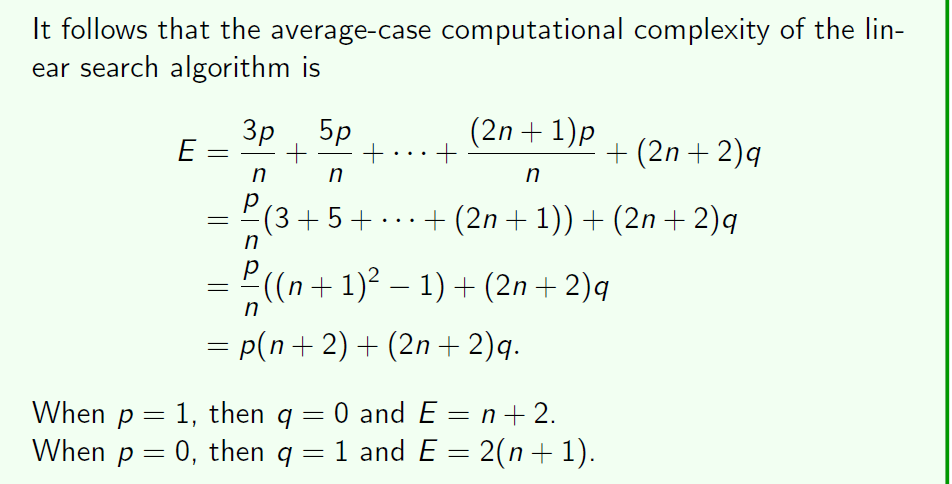 It follows that the average-case computational complexity of the lin-
ear search algorithm is
E = 3p/n + 5p/n + ··· + (2n + 1)p/n + (2n + 2)q
= p/n (3 + 5 + ··· + (2n + 1)) + (2n + 2)q
= p/n ((n + 1)² − 1) + (2n + 2)q
= p(n + 2) + (2n + 2)q.
When p = 1, then q = 0 and E = n + 2.
When p = 0, then q = 1 and E = 2(n + 1).